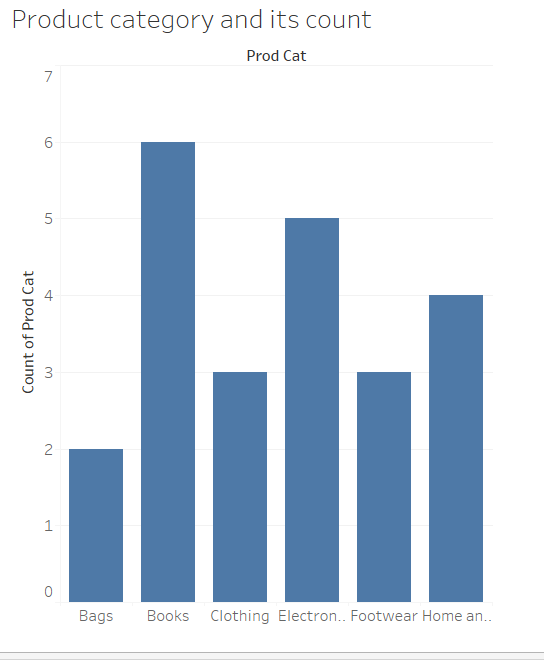 Product category and its count
Prod Cat
7
6
5
4
3
2
1
0
Count of Prod Cat
Bags Books Clothing Electron.. Footwear Home an..